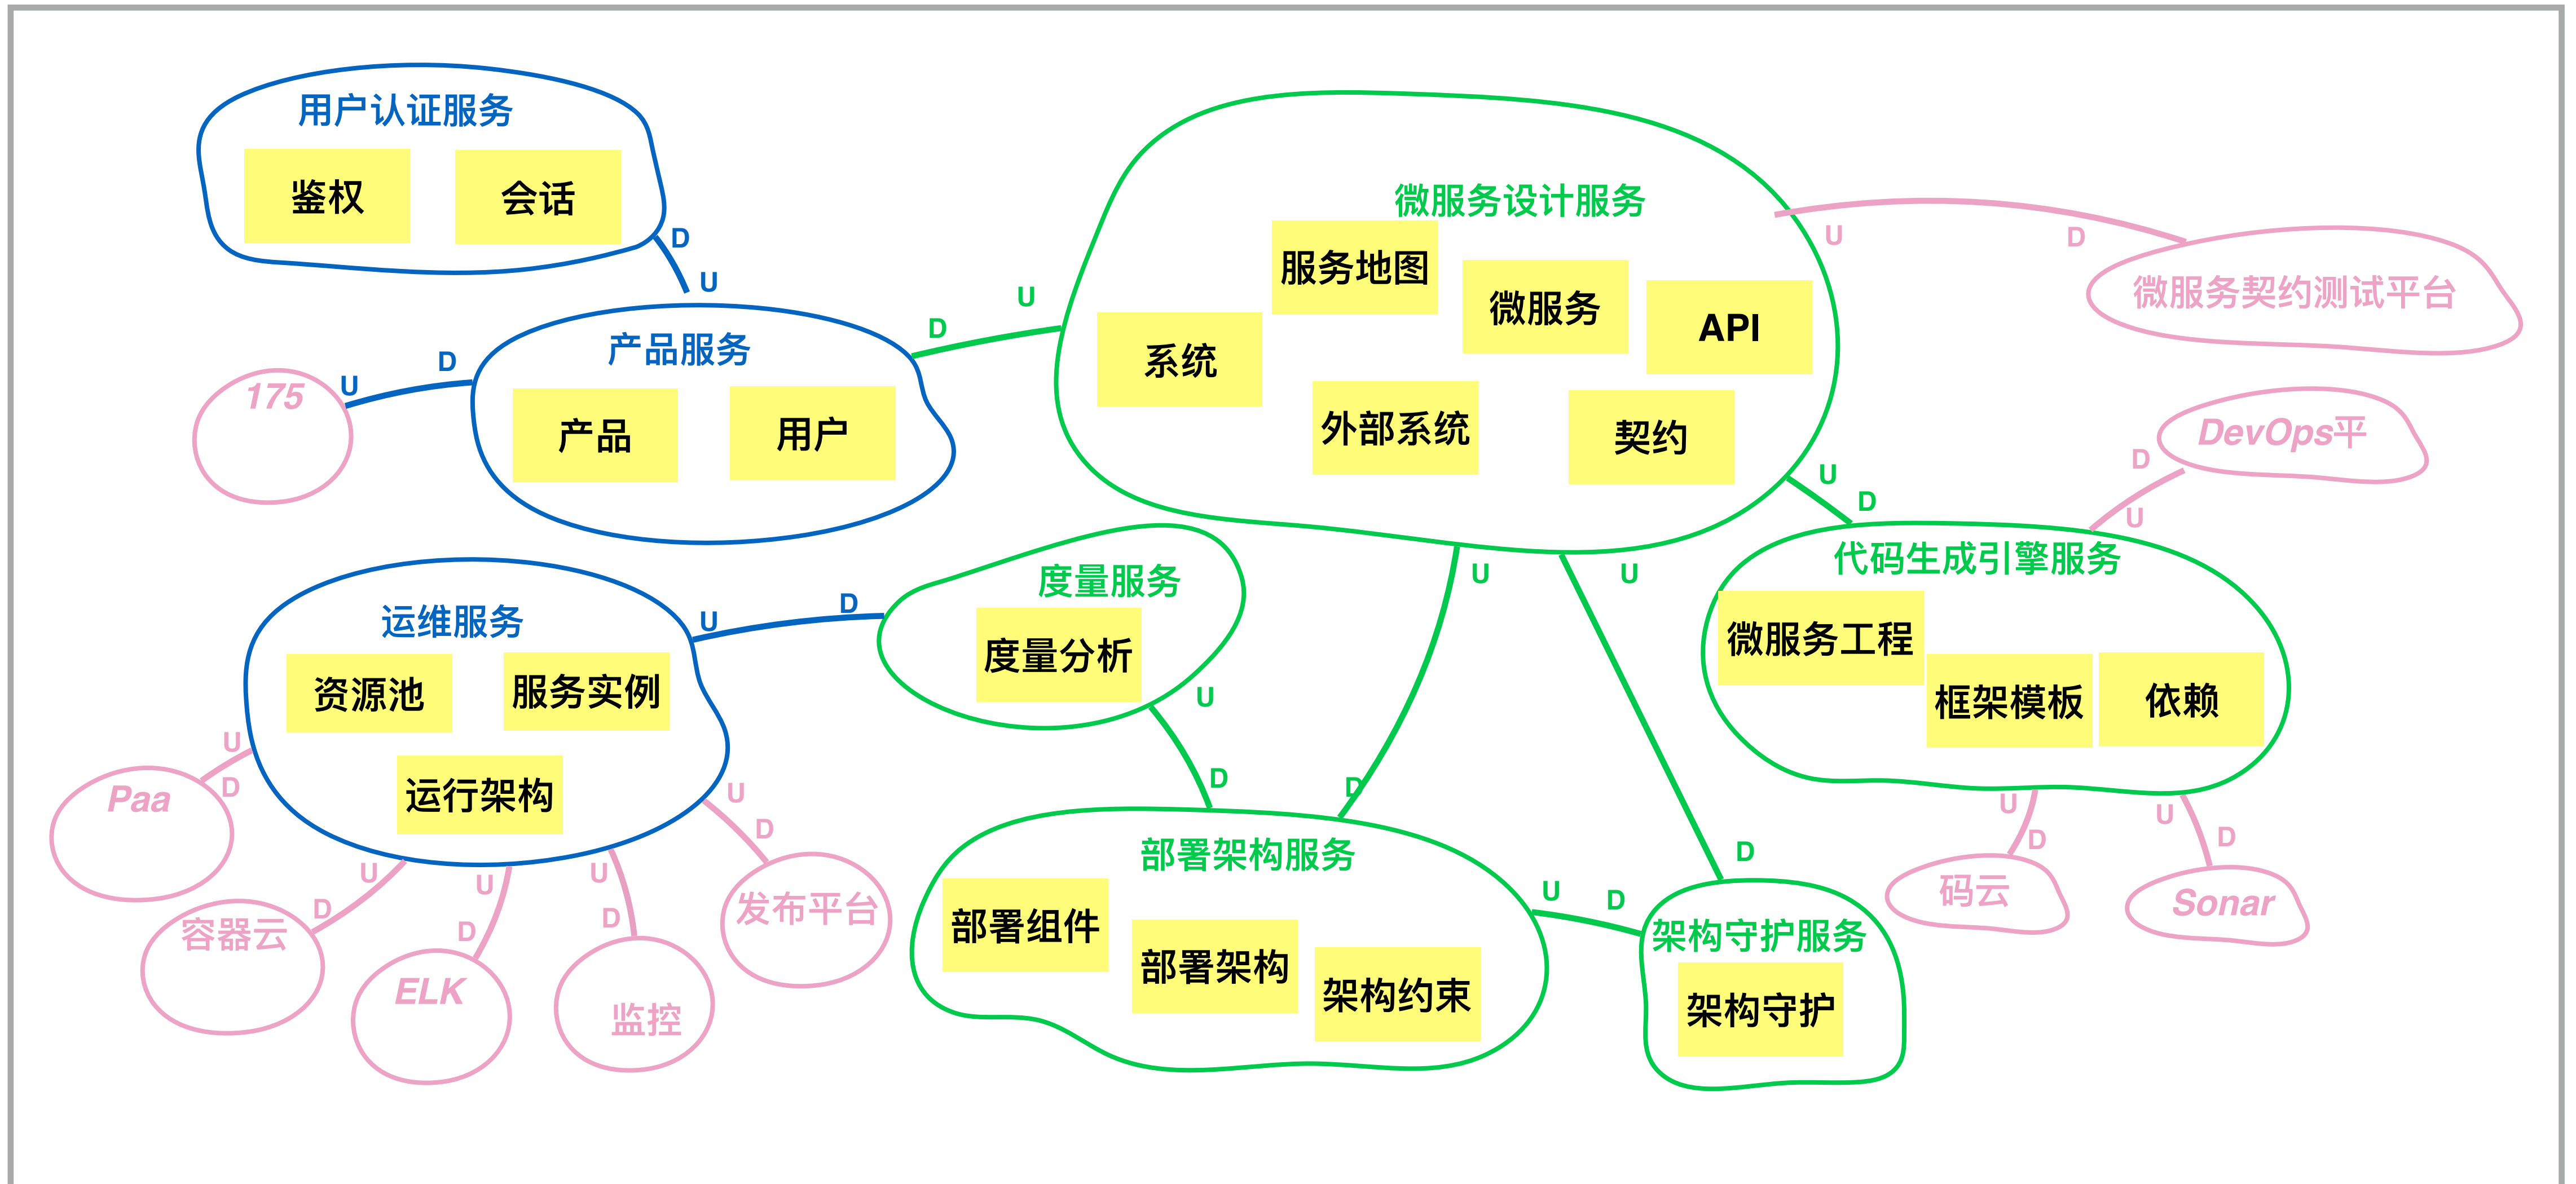 用户认证服务
鉴权
会话
D
U
产品服务
产品
用户
D
U
175
D
U
微服务设计服务
服务地图
微服务
API
系统
外部系统
契约
U
D
微服务契约测试平台
DevOps平
D
U
U
D
代码生成引擎服务
微服务工程
框架模板
依赖
U
D
码云
U
D
Sonar
度量服务
度量分析
U
D
运维服务
资源池
服务实例
运行架构
U
D
Paa
U
D
容器云
U
D
ELK
U
D
监控
U
D
发布平台
U
D
U
D
U
D
部署架构服务
部署组件
部署架构
架构约束
U
D
架构守护服务
架构守护